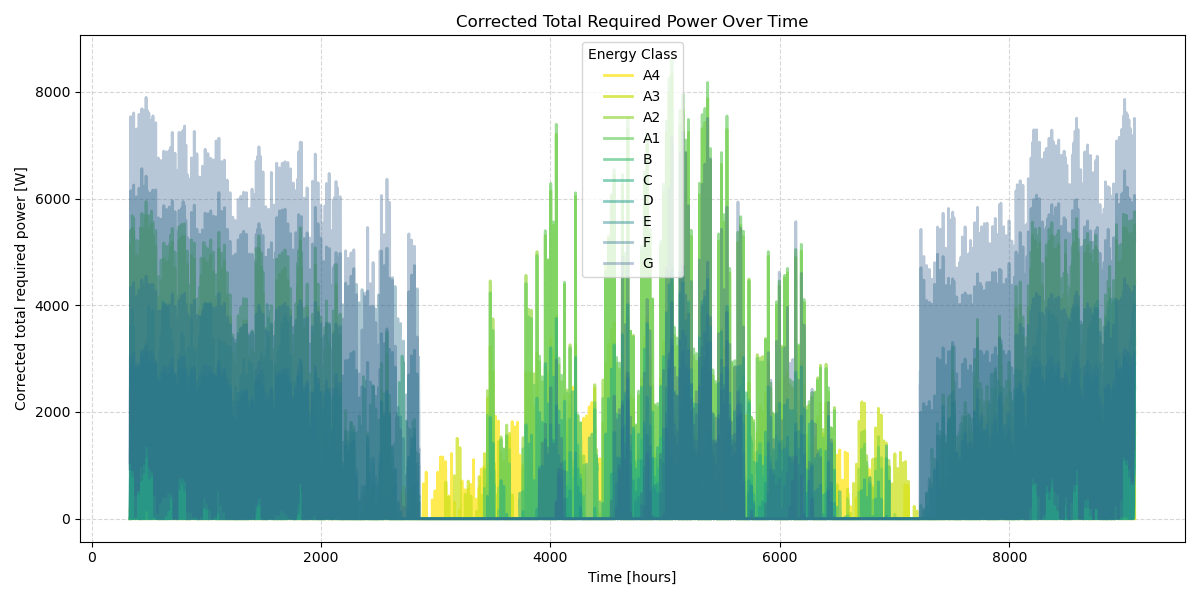 Corrected Total Required Power Over Time
Corrected total required power [W]
8000
6000
4000
2000
0
Energy Class
A4
A3
A2
A1
B
C
D
E
F
G
0 2000 4000 6000 8000
Time [hours]